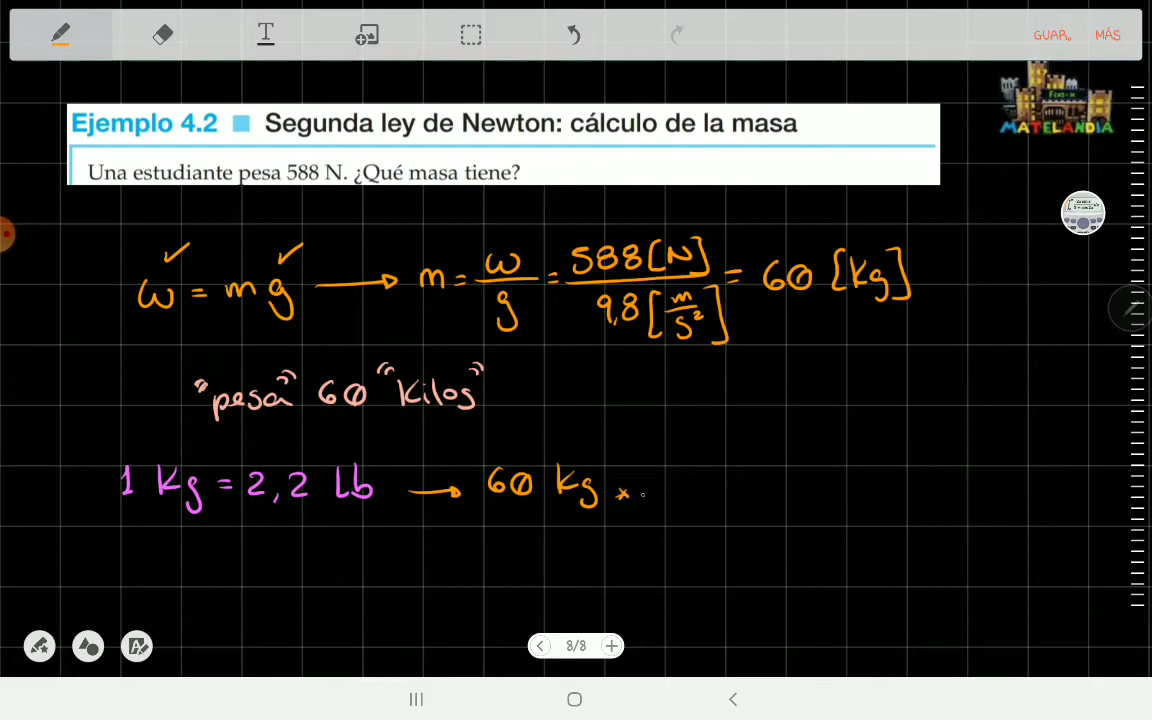 GUAR. MÁS
MATELANDIA
Ejemplo 4.2 Segunda ley de Newton: cálculo de la masa
Una estudiante pesa 588 N. ¿Qué masa tiene?
ω = m g → m = ω/g = 588 [N] / 9,8 [m/s²] = 60 [kg]
"pesa" 60 "Kilos"
1 Kg = 2,2 Lb → 60 kg *
8/8